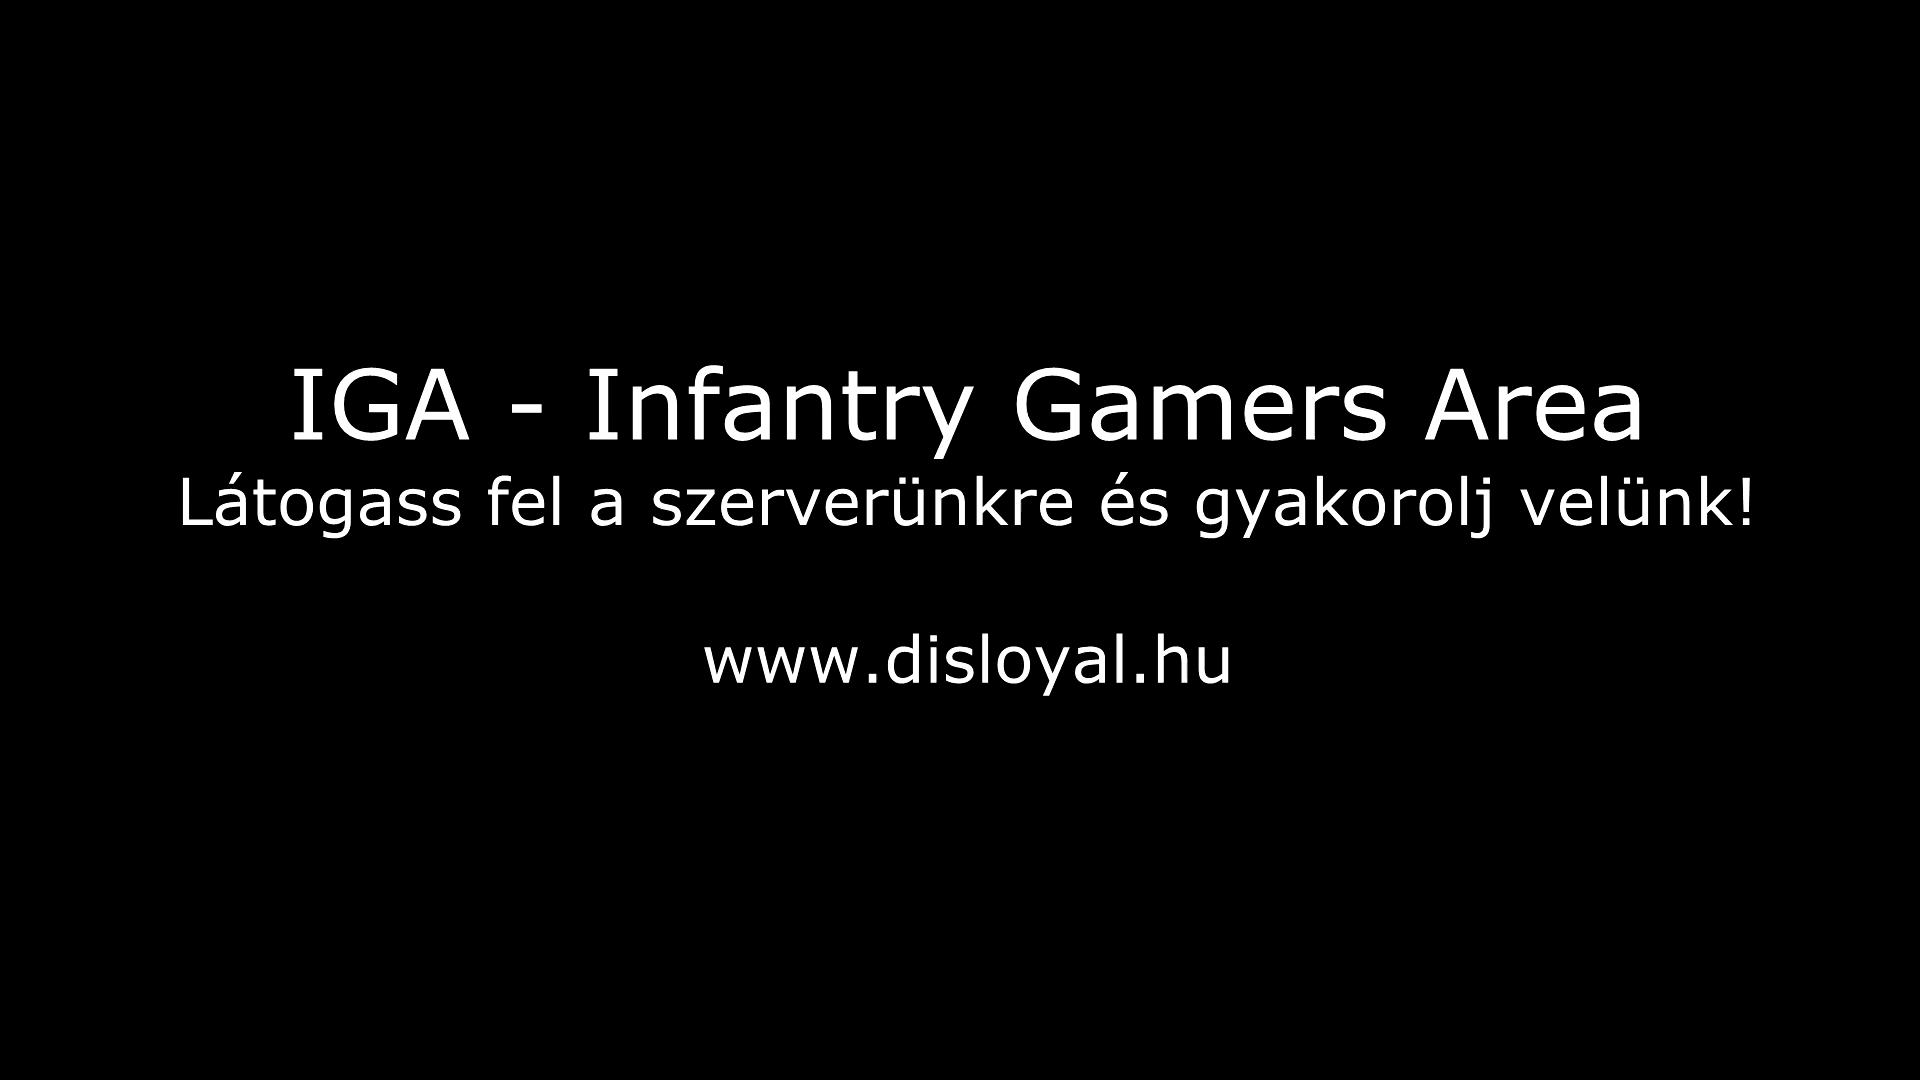 IGA - Infantry Gamers Area
Látogass fel a szerverünkre és gyakorolj velünk!
www.disloyal.hu